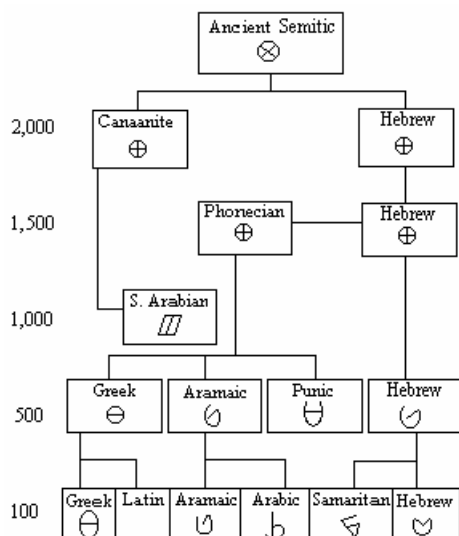 Ancient Semitic
2,000
Canaanite
Hebrew
1,500
Phonecian
Hebrew
1,000
S. Arabian
500
Greek
Aramaic
Punic
Hebrew
100
Greek
Latin
Aramaic
Arabic
Samaritan
Hebrew